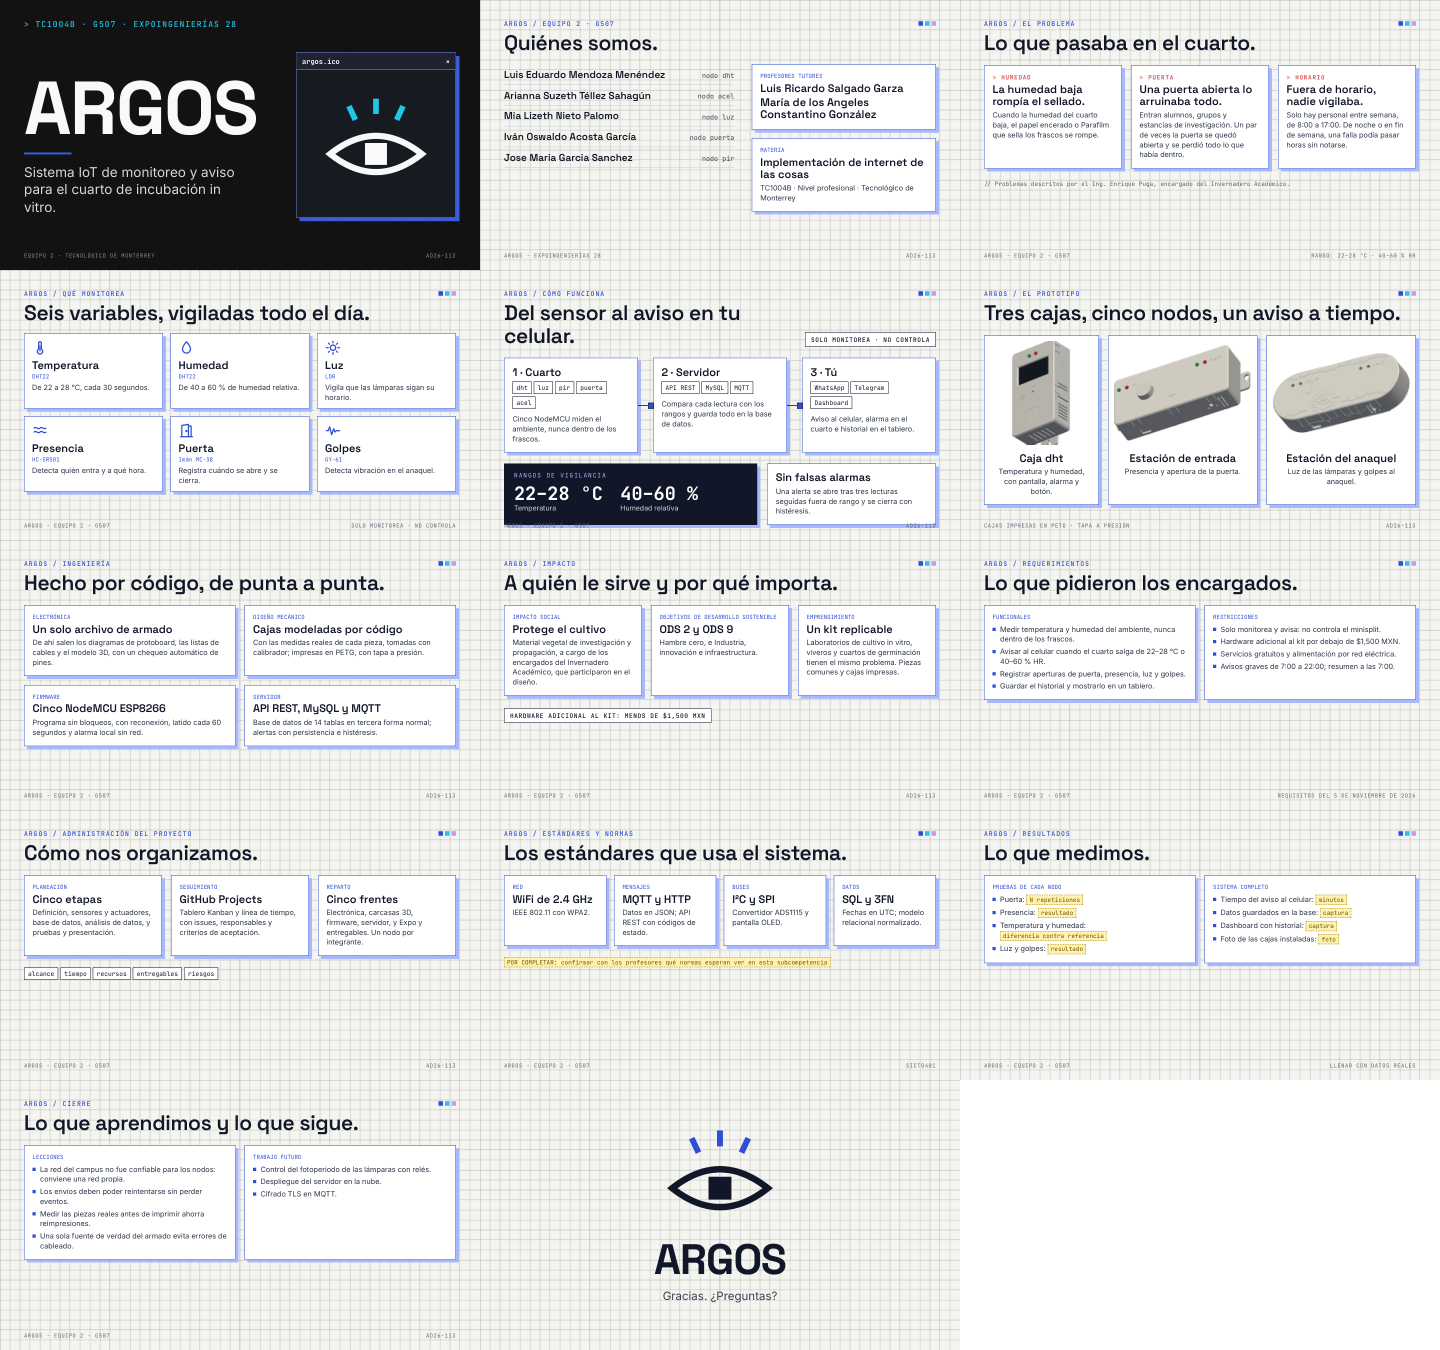 > TC1004B · G507 · EXPOINGENIERÍAS 28
argos.ico
×
ARGOS
Sistema IoT de monitoreo y aviso
para el cuarto de incubación in
vitro.
EQUIPO 2 · TECNOLÓGICO DE MONTERREY
AD26-113
ARGOS / EQUIPO 2 · G507
Quiénes somos.
Luis Eduardo Mendoza Menéndez
nodo dht
Arianna Suzeth Téllez Sahagún
nodo acel
Mia Lizeth Nieto Palomo
nodo luz
Iván Oswaldo Acosta García
nodo puerta
Jose Maria Garcia Sanchez
nodo pir
PROFESORES TUTORES
Luis Ricardo Salgado Garza
María de los Angeles
Constantino González
MATERIA
Implementación de internet de
las cosas
TC1004B · Nivel profesional · Tecnológico de
Monterrey
ARGOS · EXPOINGENIERÍAS 28
AD26-113
ARGOS / EL PROBLEMA
Lo que pasaba en el cuarto.
> HUMEDAD
La humedad baja
rompía el sellado.
Cuando la humedad del cuarto
baja, el papel encerado o Parafilm
que sella los frascos se rompe.
> PUERTA
Una puerta abierta lo
arruinaba todo.
Entran alumnos, grupos y
estancias de investigación. Un par
de veces la puerta se quedó
abierta y se perdió todo lo que
había dentro.
> HORARIO
Fuera de horario,
nadie vigilaba.
Solo hay personal entre semana,
de 8:00 a 17:00. De noche o en fin
de semana, una falla podía pasar
horas sin notarse.
// Problemas descritos por el Ing. Enrique Puga, encargado del Invernadero Académico.
ARGOS · EQUIPO 2 · G507
RANGO: 22–28 °C · 40–60 % HR
ARGOS / QUÉ MONITOREA
Seis variables, vigiladas todo el día.
Temperatura
DHT22
De 22 a 28 °C, cada 30 segundos.
Humedad
DHT22
De 40 a 60 % de humedad relativa.
Luz
LDR
Vigila que las lámparas sigan su
horario.
Presencia
HC-SR501
Detecta quién entra y a qué hora.
Puerta
Imán MC-38
Registra cuándo se abre y se
cierra.
Golpes
GY-61
Detecta vibración en el anaquel.
ARGOS · EQUIPO 2 · G507
SOLO MONITOREA · NO CONTROLA
ARGOS / CÓMO FUNCIONA
Del sensor al aviso en tu
celular.
SOLO MONITOREA · NO CONTROLA
1 · Cuarto
dht luz pir puerta
acel
Cinco NodeMCU miden el
ambiente, nunca dentro de los
frascos.
2 · Servidor
API REST MySQL MQTT
Compara cada lectura con los
rangos y guarda todo en la base
de datos.
3 · Tú
WhatsApp Telegram
Dashboard
Aviso al celular, alarma en el
cuarto e historial en el tablero.
RANGOS DE VIGILANCIA
22–28 °C
40–60 %
Temperatura
Humedad relativa
Sin falsas alarmas
Una alerta se abre tras tres lecturas
seguidas fuera de rango y se cierra con
histéresis.
AD26-113
ARGOS / EL PROTOTIPO
Tres cajas, cinco nodos, un aviso a tiempo.
Caja dht
Temperatura y humedad,
con pantalla, alarma y
botón.
Estación de entrada
Presencia y apertura de la puerta.
Estación del anaquel
Luz de las lámparas y golpes al
anaquel.
CAJAS IMPRESAS EN PETG · TAPA A PRESIÓN
AD26-113
ARGOS / INGENIERÍA
Hecho por código, de punta a punta.
ELECTRÓNICA
Un solo archivo de armado
De ahí salen los diagramas de protoboard, las listas de
cables y el modelo 3D, con un chequeo automático de
pines.
DISEÑO MECÁNICO
Cajas modeladas por código
Con las medidas reales de cada pieza, tomadas con
calibrador; impresas en PETG, con tapa a presión.
FIRMWARE
Cinco NodeMCU ESP8266
Programa sin bloqueos, con reconexión, latido cada 60
segundos y alarma local sin red.
SERVIDOR
API REST, MySQL y MQTT
Base de datos de 14 tablas en tercera forma normal;
alertas con persistencia e histéresis.
ARGOS · EQUIPO 2 · G507
AD26-113
ARGOS / IMPACTO
A quién le sirve y por qué importa.
IMPACTO SOCIAL
Protege el cultivo
Material vegetal de investigación y
propagación, a cargo de los
encargados del Invernadero
Académico, que participaron en el
diseño.
OBJETIVOS DE DESARROLLO SOSTENIBLE
ODS 2 y ODS 9
Hambre cero, e Industria,
innovación e infraestructura.
EMPRENDIMIENTO
Un kit replicable
Laboratorios de cultivo in vitro,
viveros y cuartos de germinación
tienen el mismo problema. Piezas
comunes y cajas impresas.
HARDWARE ADICIONAL AL KIT: MENOS DE $1,500 MXN
ARGOS · EQUIPO 2 · G507
AD26-113
ARGOS / REQUERIMIENTOS
Lo que pidieron los encargados.
FUNCIONALES
Medir temperatura y humedad del ambiente, nunca
dentro de los frascos.
Avisar al celular cuando el cuarto salga de 22–28 °C o
40–60 % HR.
Registrar aperturas de puerta, presencia, luz y golpes.
Guardar el historial y mostrarlo en un tablero.
RESTRICCIONES
Solo monitorea y avisa: no controla el minisplit.
Hardware adicional al kit por debajo de $1,500 MXN.
Servicios gratuitos y alimentación por red eléctrica.
Avisos graves de 7:00 a 22:00; resumen a las 7:00.
ARGOS · EQUIPO 2 · G507
REQUISITOS DEL 5 DE NOVIEMBRE DE 2026
ARGOS / ADMINISTRACIÓN DEL PROYECTO
Cómo nos organizamos.
PLANEACIÓN
Cinco etapas
Definición, sensores y actuadores,
base de datos, análisis de datos, y
pruebas y presentación.
SEGUIMIENTO
GitHub Projects
Tablero Kanban y línea de tiempo,
con issues, responsables y
criterios de aceptación.
REPARTO
Cinco frentes
Electrónica, carcasas 3D,
firmware, servidor, y Expo y
entregables. Un nodo por
integrante.
alcance tiempo recursos entregables riesgos
ARGOS · EQUIPO 2 · G507
AD26-113
ARGOS / ESTÁNDARES Y NORMAS
Los estándares que usa el sistema.
RED
WiFi de 2.4 GHz
IEEE 802.11 con WPA2.
MENSAJES
MQTT y HTTP
Datos en JSON; API
REST con códigos de
estado.
BUSES
I²C y SPI
Convertidor ADS1115 y
pantalla OLED.
DATOS
SQL y 3FN
Fechas en UTC; modelo
relacional normalizado.
POR COMPLETAR: confirmar con los profesores qué normas esperan ver en esta subcompetencia
ARGOS · EQUIPO 2 · G507
SICT0401
ARGOS / RESULTADOS
Lo que medimos.
PRUEBAS DE CADA NODO
Puerta: N repeticiones
Presencia: resultado
Temperatura y humedad:
diferencia contra referencia
Luz y golpes: resultado
SISTEMA COMPLETO
Tiempo del aviso al celular: minutos
Datos guardados en la base: captura
Dashboard con historial: captura
Foto de las cajas instaladas: foto
ARGOS · EQUIPO 2 · G507
LLENAR CON DATOS REALES
ARGOS / CIERRE
Lo que aprendimos y lo que sigue.
LECCIONES
La red del campus no fue confiable para los nodos:
conviene una red propia.
Los envíos deben poder reintentarse sin perder
eventos.
Medir las piezas reales antes de imprimir ahorra
reimpresiones.
Una sola fuente de verdad del armado evita errores de
cableado.
TRABAJO FUTURO
Control del fotoperiodo de las lámparas con relés.
Despliegue del servidor en la nube.
Cifrado TLS en MQTT.
ARGOS · EQUIPO 2 · G507
AD26-113
ARGOS
Gracias. ¿Preguntas?